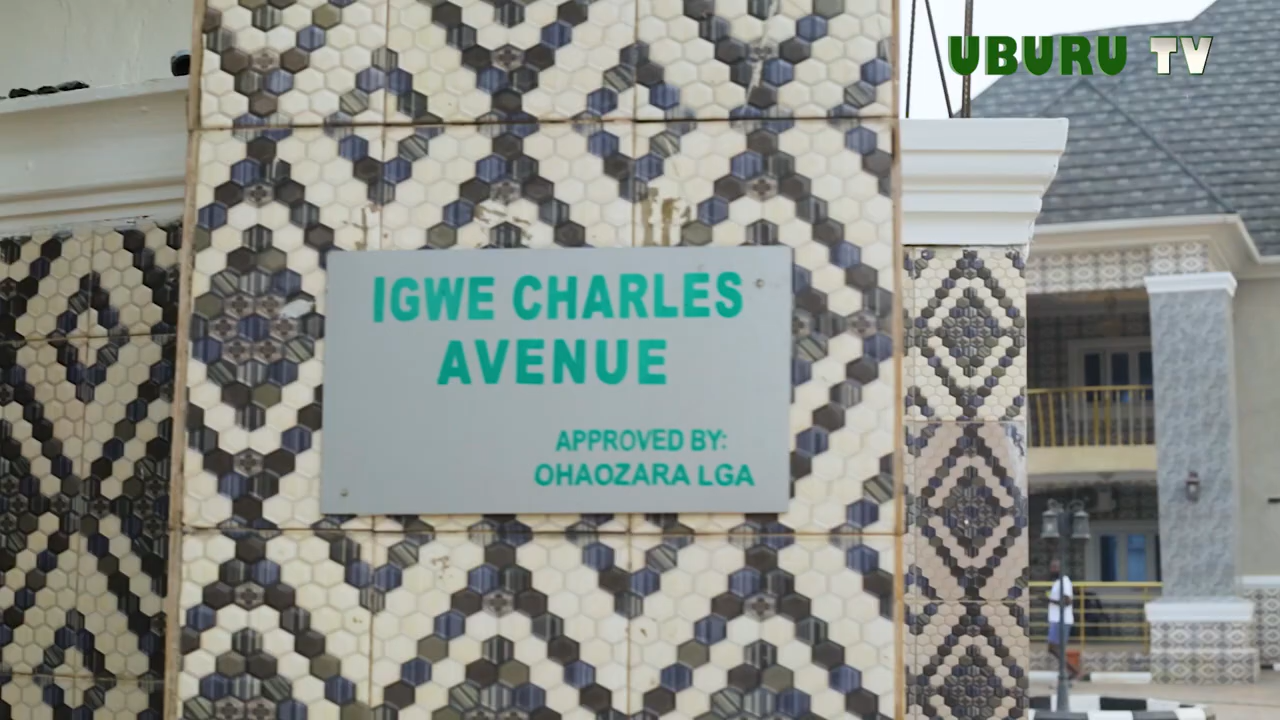 UBURU TV
IGWE CHARLES
AVENUE
APPROVED BY:
OHAOZARA LGA